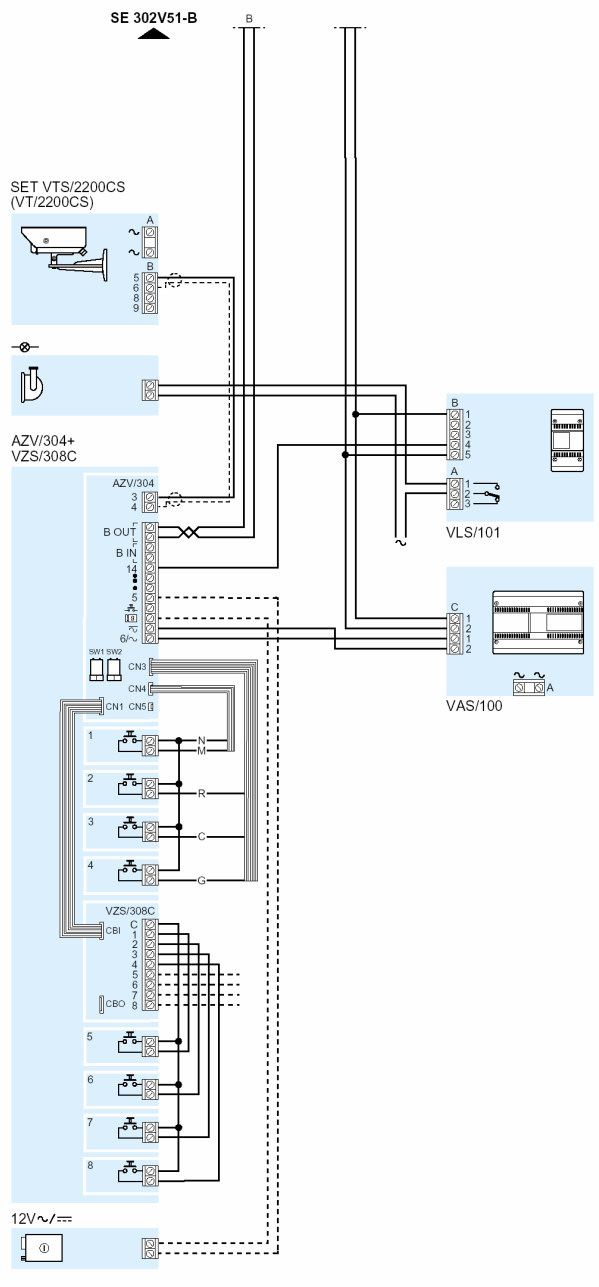 SE 302V51-B
B
SET VTS/2200CS
(VT/2200CS)
A
~
~
B
5
6
8
9
AZV/304+
VZS/308C
B
1
2
3
4
5
A
1
2
3
~
VLS/101
AZV/304
3
4
B OUT
B IN
14
5
8
6/~
C
1
2
1
2
~ ~
A
VAS/100
SW1 SW2
CN3
CN4
CN1 CN5
1
N
M
2
R
3
C
4
G
VZS/308C
CBI
C
1
2
3
4
5
6
7
8
CBO
5
6
7
8
12V~/